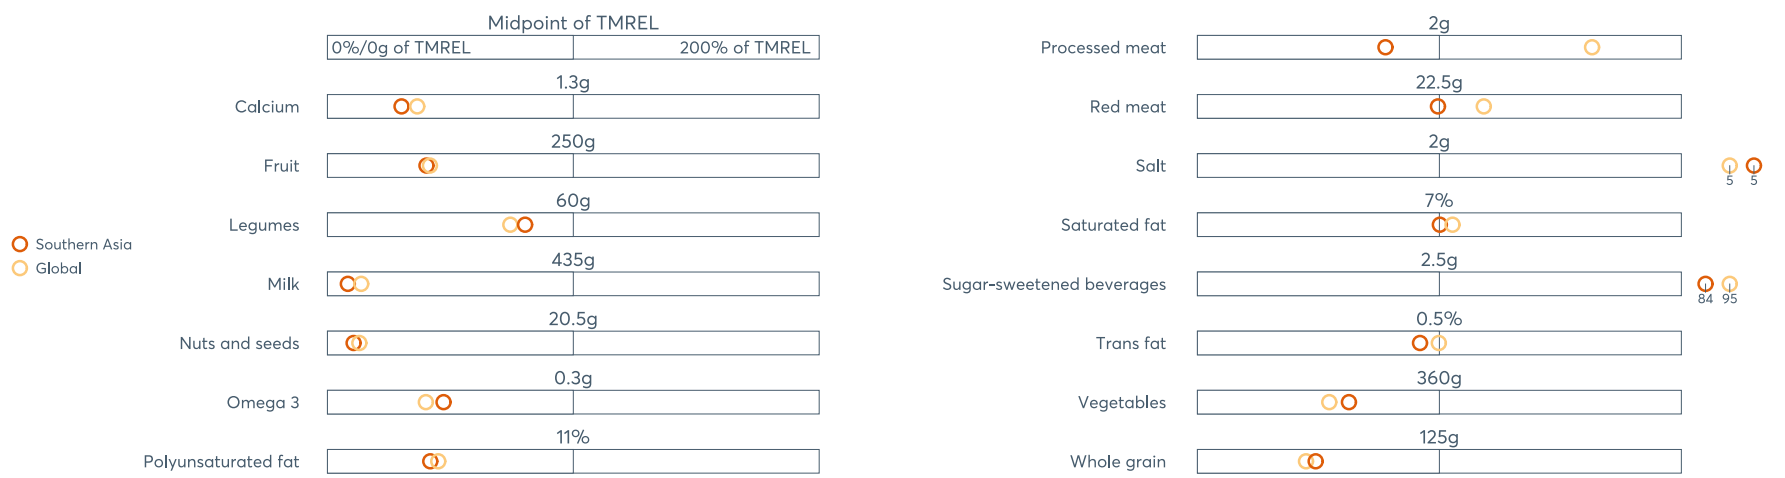 Midpoint of TMREL
0%/0g of TMREL
200% of TMREL
1.3g
Calcium
250g
Fruit
60g
Legumes
435g
Milk
20.5g
Nuts and seeds
0.3g
Omega 3
11%
Polyunsaturated fat
Southern Asia
Global
2g
Processed meat
22.5g
Red meat
2g
Salt
5 5
7%
Saturated fat
2.5g
Sugar-sweetened beverages
84 95
0.5%
Trans fat
360g
Vegetables
125g
Whole grain